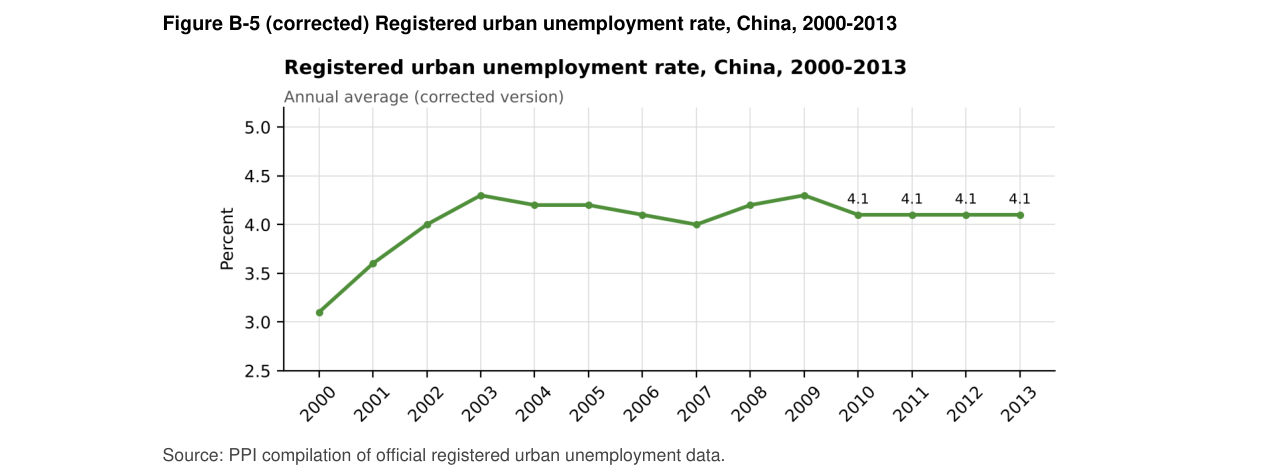 Figure B-5 (corrected) Registered urban unemployment rate, China, 2000-2013
Registered urban unemployment rate, China, 2000-2013
Annual average (corrected version)
5.0
4.5
4.0
3.5
3.0
2.5
Percent
4.1 4.1 4.1 4.1
2000 2001 2002 2003 2004 2005 2006 2007 2008 2009 2010 2011 2012 2013
Source: PPI compilation of official registered urban unemployment data.